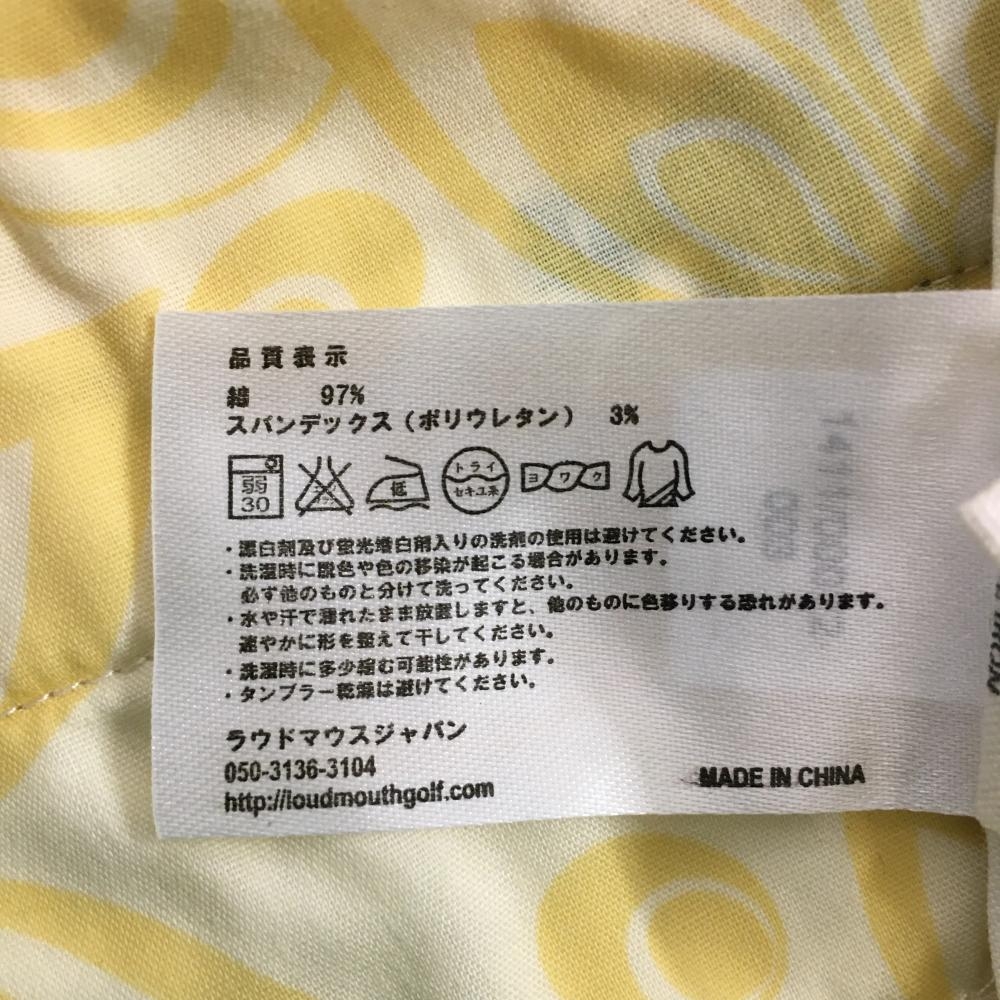 品質表示
綿 97%
スパンデックス（ポリウレタン） 3%
弱 30 低 ドライ セキユ系 ヨワク
・漂白剤及び蛍光増白剤入りの洗剤の使用は避けてください。
・洗濯時に脱色や色の移染が起こる場合があります。
必ず他のものと分けて洗ってください。
・水や汗で濡れたまま放置しますと、他のものに色移りする恐れがあります。
速やかに形を整えて干してください。
・洗濯時に多少縮む可能性があります。
・タンブラー乾燥は避けてください。
ラウドマウスジャパン
050-3136-3104
http://loudmouthgolf.com
MADE IN CHINA